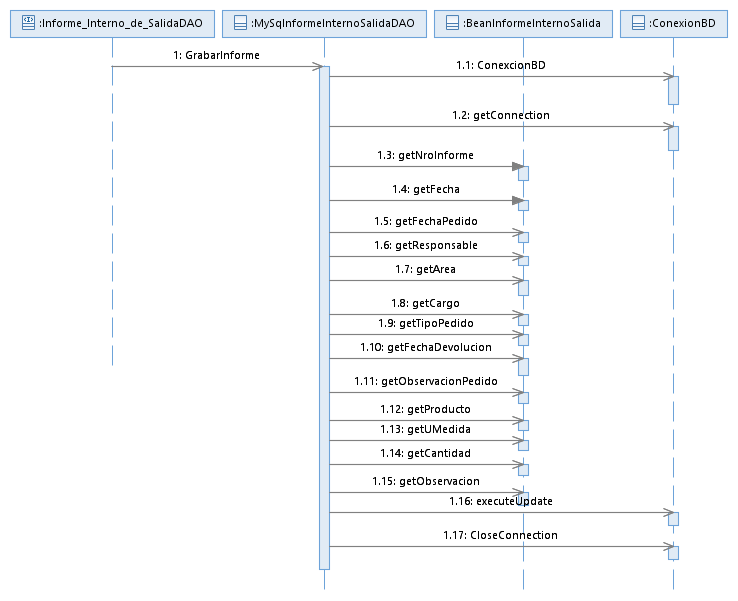 :Informe_Interno_de_SalidaDAO
:MySqlnformeInternoSalidaDAO
:BeanInformeInternoSalida
:ConexionBD
1: GrabarInforme
1.1: ConexcionBD
1.2: getConnection
1.3: getNroInforme
1.4: getFecha
1.5: getFechaPedido
1.6: getResponsable
1.7: getArea
1.8: getCargo
1.9: getTipoPedido
1.10: getFechaDevolucion
1.11: getObservacionPedido
1.12: getProducto
1.13: getUMedida
1.14: getCantidad
1.15: getObservacion
1.16: executeUpdate
1.17: CloseConnection